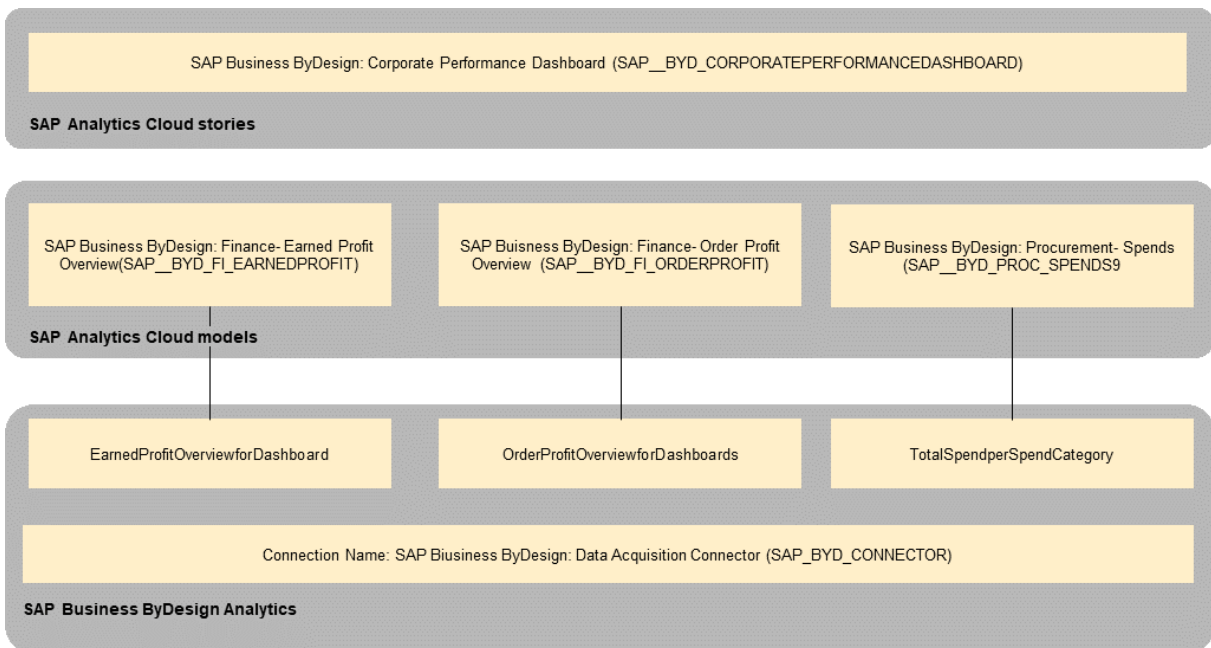 SAP Business ByDesign: Corporate Performance Dashboard (SAP__BYD_CORPORATEPERFORMANCEDASHBOARD)
SAP Analytics Cloud stories
SAP Business ByDesign: Finance- Earned Profit
Overview(SAP__BYD_FI_EARNEDPROFIT)
SAP Buisness ByDesign: Finance- Order Profit
Overview (SAP__BYD_FI_ORDERPROFIT)
SAP Business ByDesign: Procurement- Spends
(SAP__BYD_PROC_SPENDS9
SAP Analytics Cloud models
EarnedProfitOverviewforDashboard
OrderProfitOverviewforDashboards
TotalSpendperSpendCategory
Connection Name: SAP Biusiness ByDesign: Data Acquisition Connector (SAP_BYD_CONNECTOR)
SAP Business ByDesign Analytics